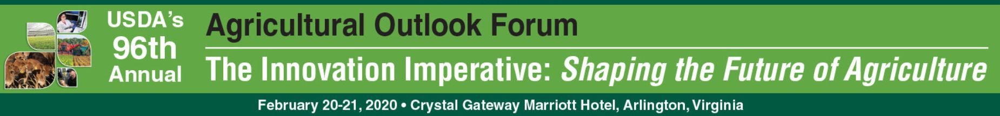 USDA's
96th
Annual
Agricultural Outlook Forum
The Innovation Imperative: Shaping the Future of Agriculture
February 20-21, 2020 • Crystal Gateway Marriott Hotel, Arlington, Virginia